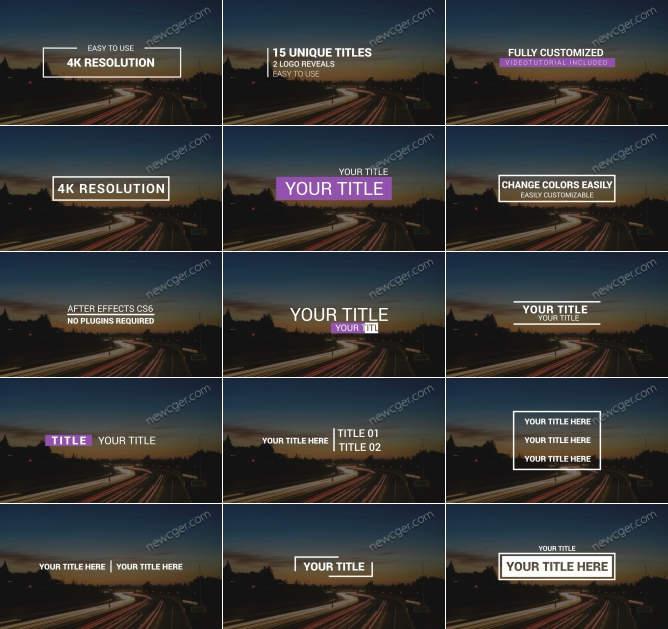 newcger.com
EASY TO USE
4K RESOLUTION
newcger.com
15 UNIQUE TITLES
2 LOGO REVEALS
EASY TO USE
newcger.com
FULLY CUSTOMIZED
VIDEOTUTORIAL INCLUDED
newcger.com
4K RESOLUTION
newcger.com
YOUR TITLE
YOUR TITLE
newcger.com
CHANGE COLORS EASILY
EASILY CUSTOMIZABLE
newcger.com
AFTER EFFECTS CS6
NO PLUGINS REQUIRED
newcger.com
YOUR TITLE
YOUR TITL
newcger.com
YOUR TITLE
YOUR TITLE
newcger.com
TITLE YOUR TITLE
newcger.com
YOUR TITLE HERE
TITLE 01
TITLE 02
newcger.com
YOUR TITLE HERE
YOUR TITLE HERE
YOUR TITLE HERE
newcger.com
YOUR TITLE HERE YOUR TITLE HERE
newcger.com
YOUR TITLE
newcger.com
YOUR TITLE
YOUR TITLE HERE